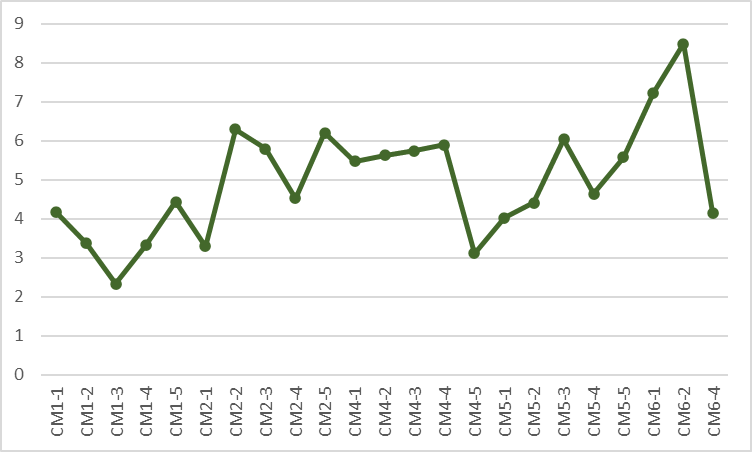 9
8
7
6
5
4
3
2
1
0
CM1-1
CM1-2
CM1-3
CM1-4
CM1-5
CM2-1
CM2-2
CM2-3
CM2-4
CM2-5
CM4-1
CM4-2
CM4-3
CM4-4
CM4-5
CM5-1
CM5-2
CM5-3
CM5-4
CM5-5
CM6-1
CM6-2
CM6-4